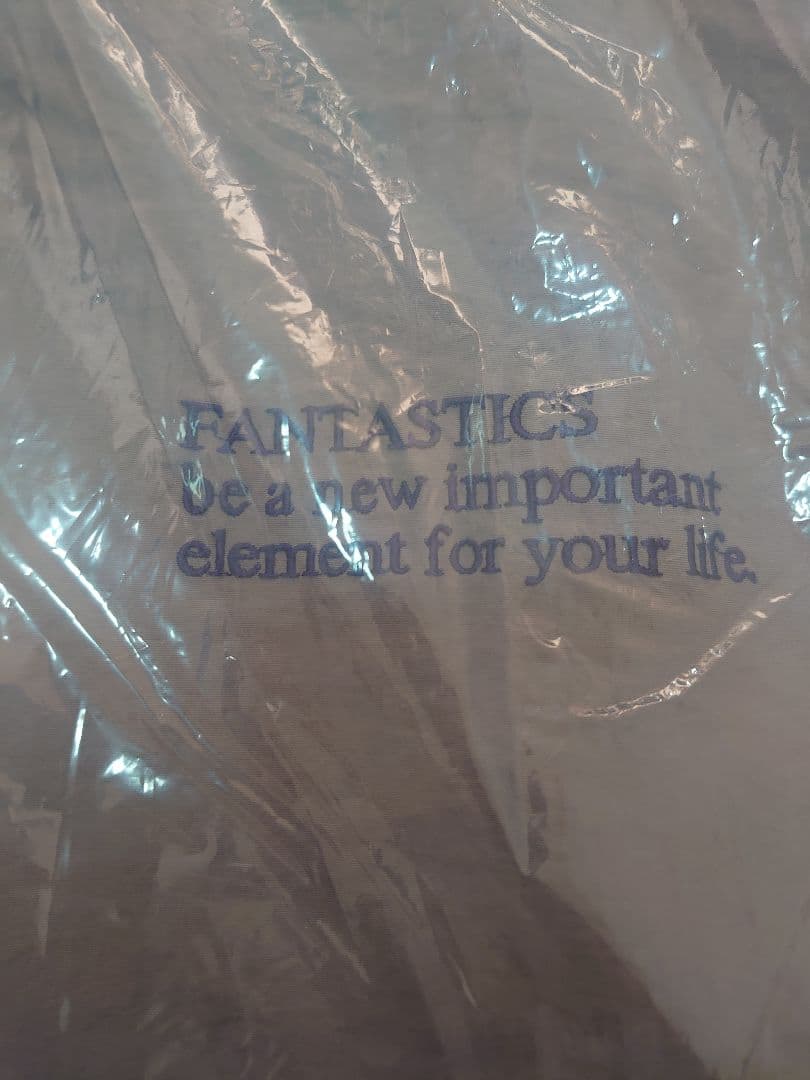 FANTASTICS
be a new important
element for your life.